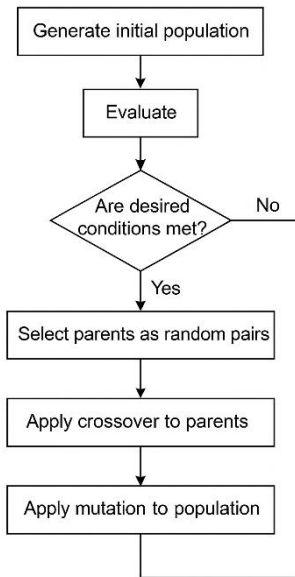 Generate initial population
Evaluate
Are desired
conditions met?
No
Yes
Select parents as random pairs
Apply crossover to parents
Apply mutation to population